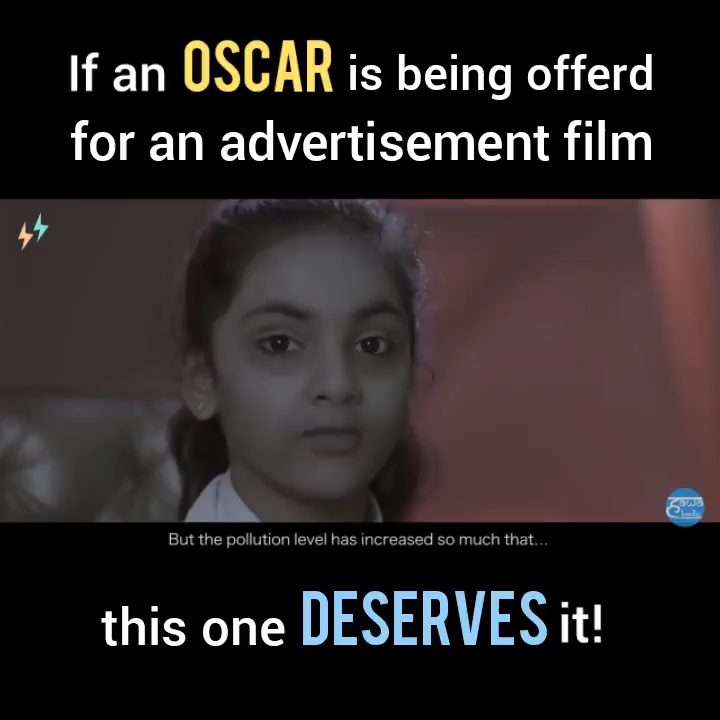 If an OSCAR is being offerd
for an advertisement film
But the pollution level has increased so much that...
this one DESERVES it!